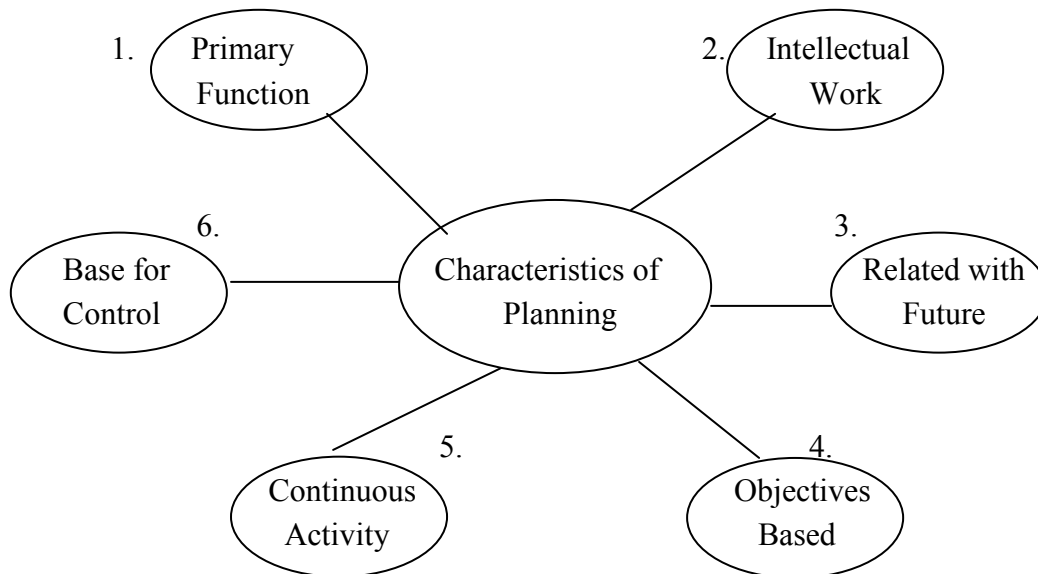 1.
Primary
Function
2.
Intellectual
Work
6.
Base for
Control
Characteristics of
Planning
3.
Related with
Future
5.
Continuous
Activity
4.
Objectives
Based